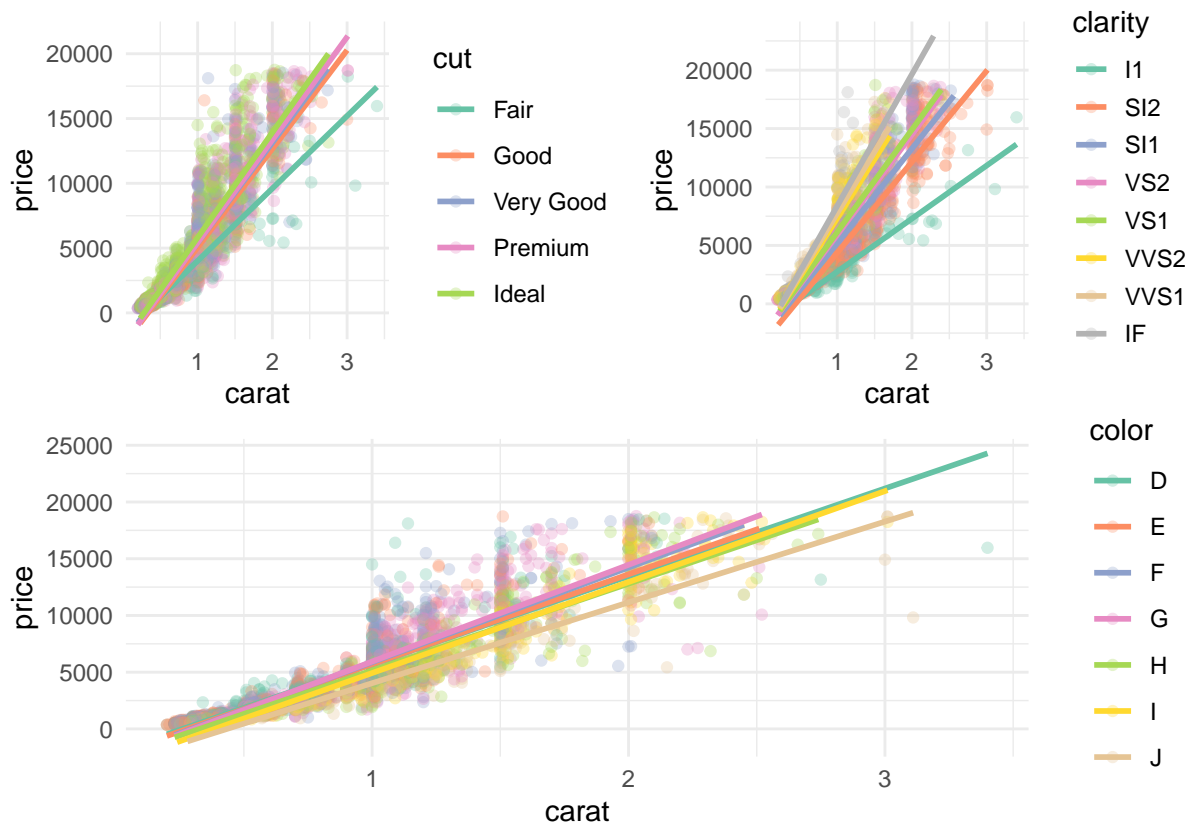 20000
15000
10000
5000
0
price
1 2 3
carat
cut
Fair
Good
Very Good
Premium
Ideal
20000
15000
10000
5000
0
price
1 2 3
carat
clarity
I1
SI2
SI1
VS2
VS1
VVS2
VVS1
IF
25000
20000
15000
10000
5000
0
price
1 2 3
carat
color
D
E
F
G
H
I
J